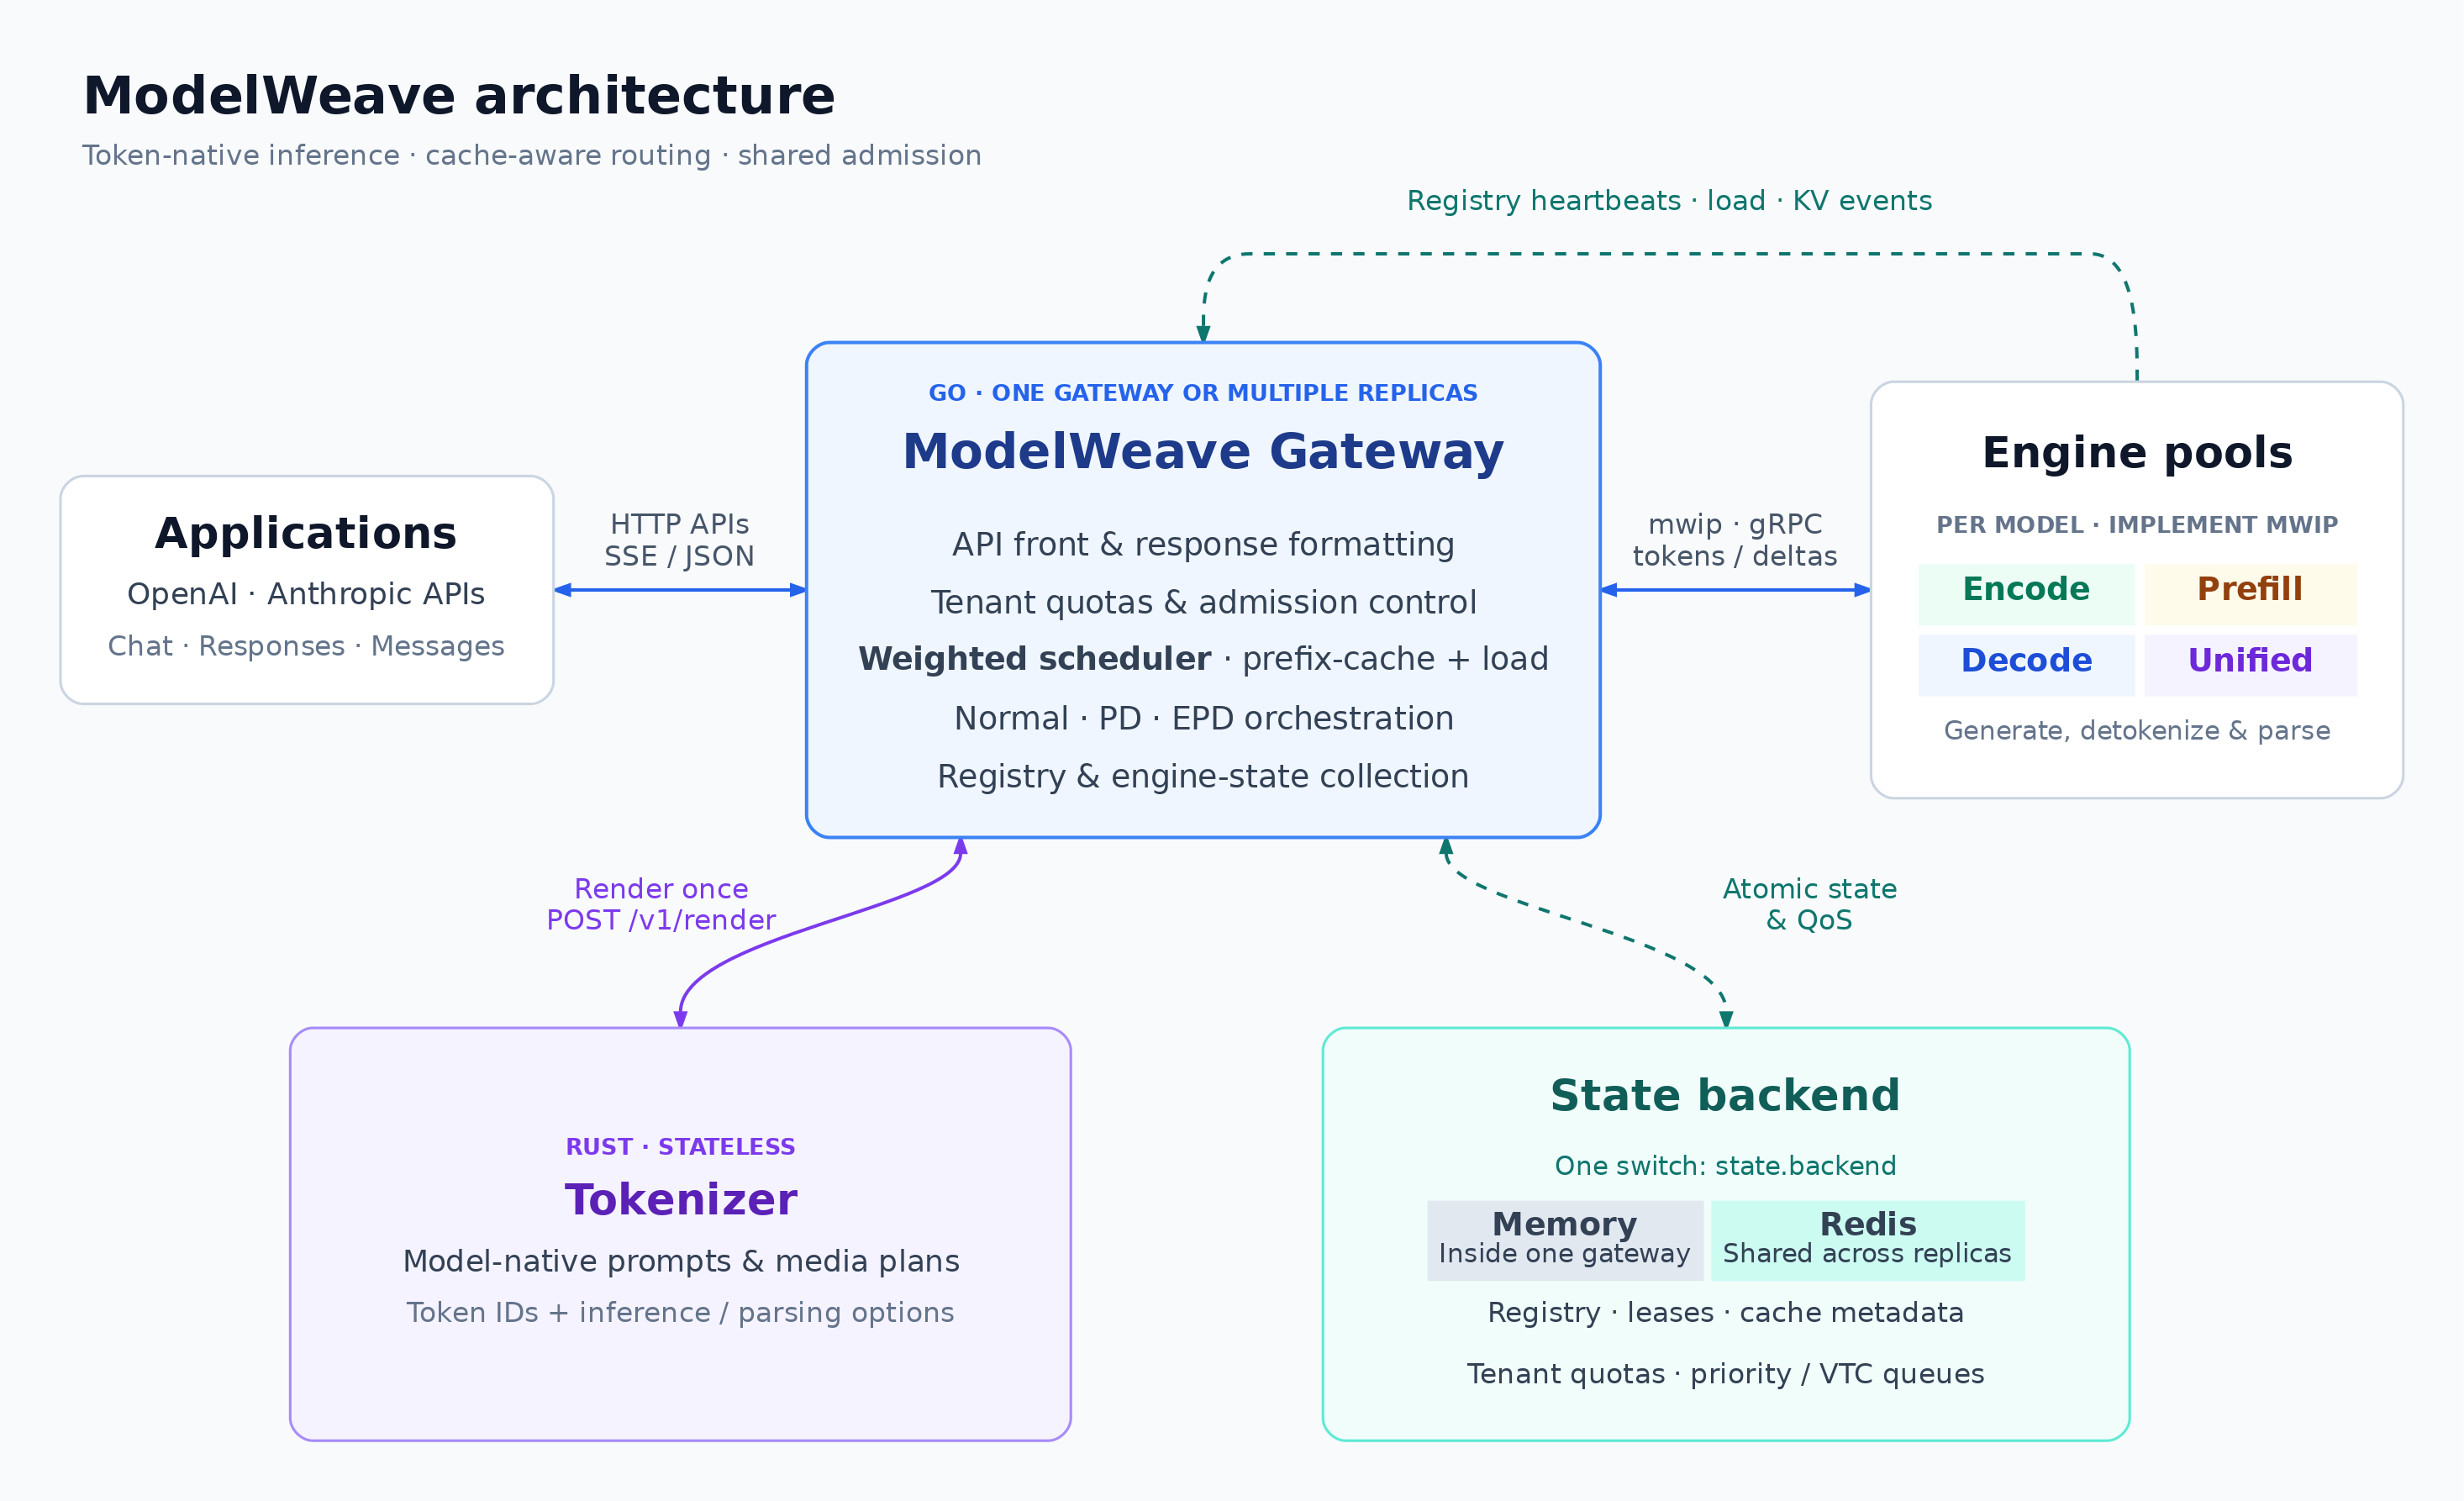 ModelWeave architecture
Token-native inference · cache-aware routing · shared admission
Registry heartbeats · load · KV events
GO · ONE GATEWAY OR MULTIPLE REPLICAS
ModelWeave Gateway
API front & response formatting
Tenant quotas & admission control
Weighted scheduler · prefix-cache + load
Normal · PD · EPD orchestration
Registry & engine-state collection
Applications
OpenAI · Anthropic APIs
Chat · Responses · Messages
HTTP APIs
SSE / JSON
mwip · gRPC
tokens / deltas
Engine pools
PER MODEL · IMPLEMENT MWIP
Encode
Prefill
Decode
Unified
Generate, detokenize & parse
Render once
POST /v1/render
Atomic state
& QoS
RUST · STATELESS
Tokenizer
Model-native prompts & media plans
Token IDs + inference / parsing options
State backend
One switch: state.backend
Memory
Inside one gateway
Redis
Shared across replicas
Registry · leases · cache metadata
Tenant quotas · priority / VTC queues